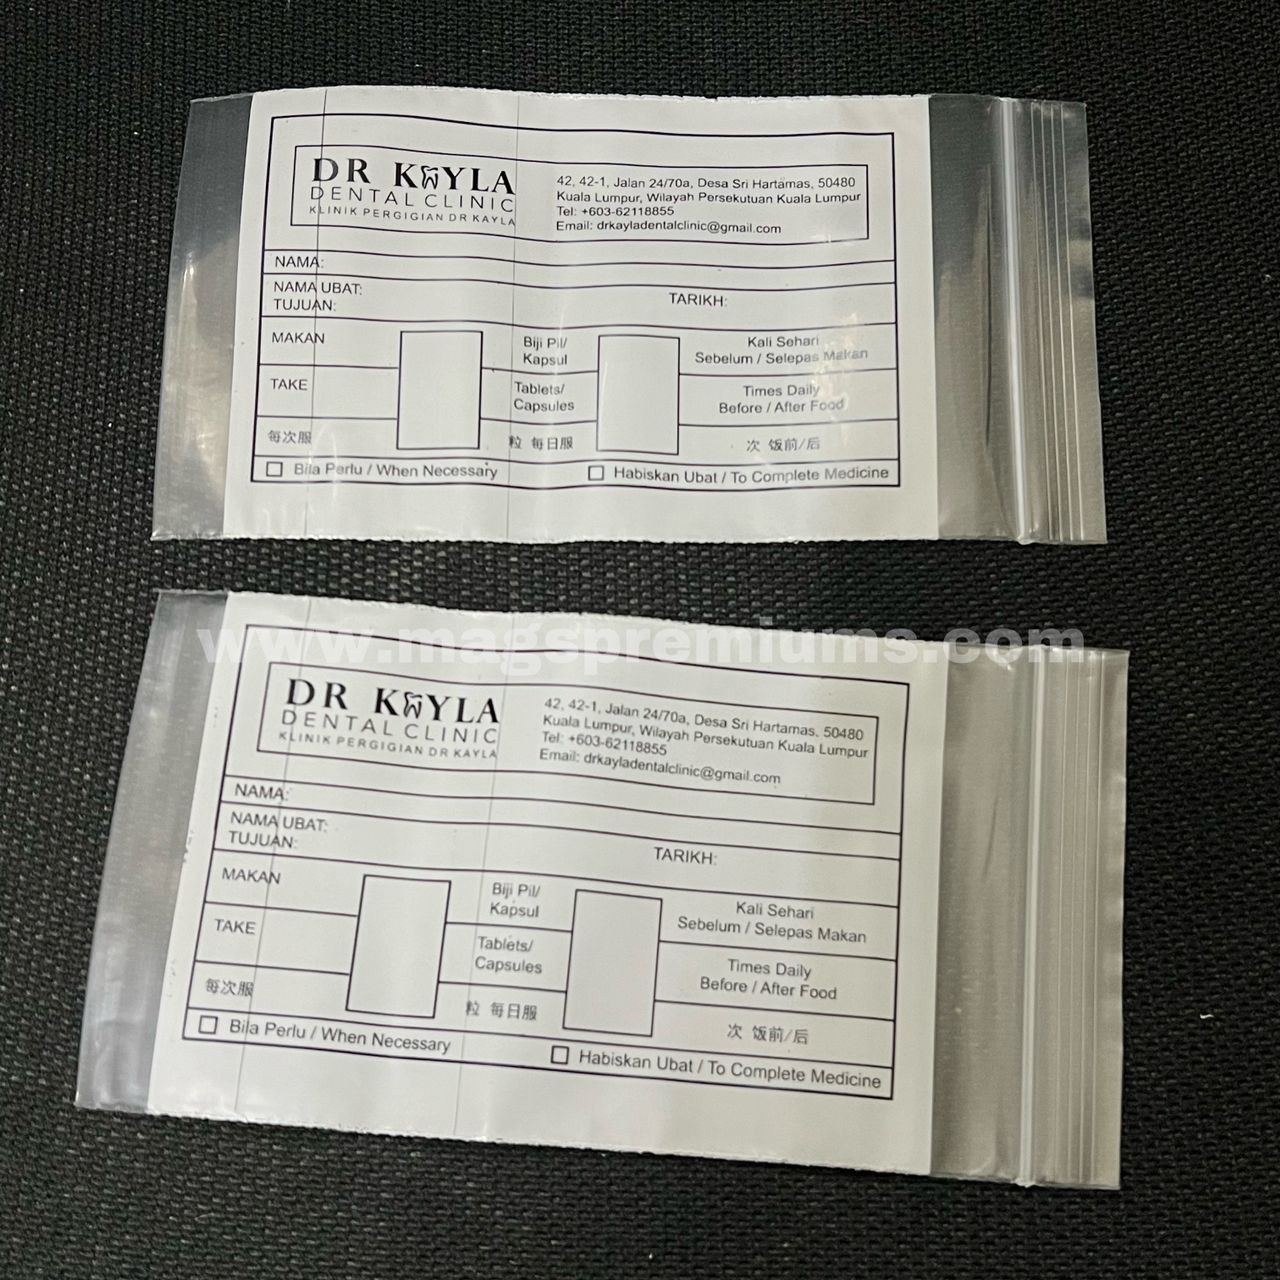 DR KAYLA
DENTAL CLINIC
KLINIK PERGIGIAN DR KAYLA
42, 42-1, Jalan 24/70a, Desa Sri Hartamas, 50480
Kuala Lumpur, Wilayah Persekutuan Kuala Lumpur
Tel: +603-62118855
Email: drkayladentalclinic@gmail.com
NAMA:
NAMA UBAT:
TUJUAN:
TARIKH:
MAKAN
Biji Pil/
Kapsul
Kali Sehari
Sebelum / Selepas Makan
TAKE
Tablets/
Capsules
Times Daily
Before / After Food
每次服
粒 每日服
次 饭前/后
Bila Perlu / When Necessary
Habiskan Ubat / To Complete Medicine
www.magspremiums.com
DR KAYLA
DENTAL CLINIC
KLINIK PERGIGIAN DR KAYLA
42, 42-1, Jalan 24/70a, Desa Sri Hartamas, 50480
Kuala Lumpur, Wilayah Persekutuan Kuala Lumpur
Tel: +603-62118855
Email: drkayladentalclinic@gmail.com
NAMA:
NAMA UBAT:
TUJUAN:
TARIKH:
MAKAN
Biji Pil/
Kapsul
Kali Sehari
Sebelum / Selepas Makan
TAKE
Tablets/
Capsules
Times Daily
Before / After Food
每次服
粒 每日服
次 饭前/后
Bila Perlu / When Necessary
Habiskan Ubat / To Complete Medicine